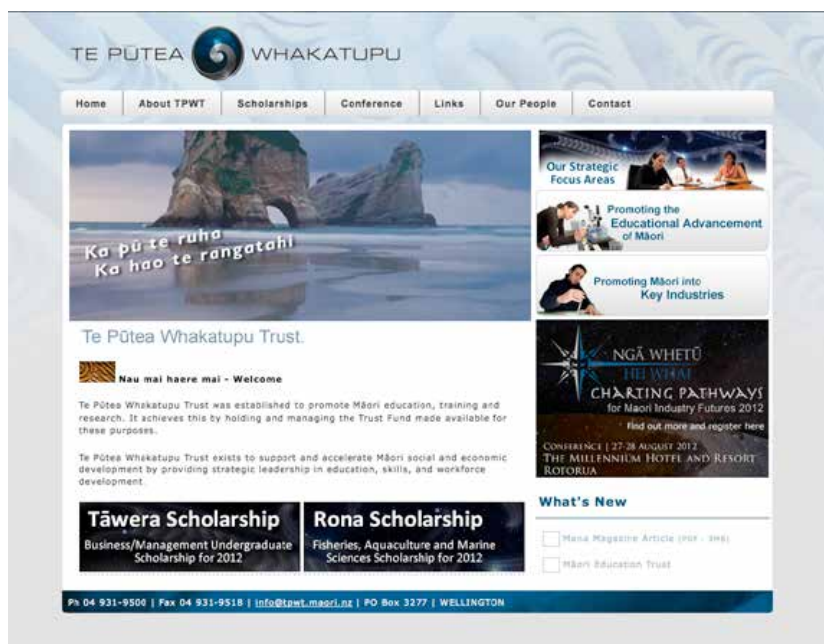 TE PŪTEA WHAKATUPU
Home
About TPWT
Scholarships
Conference
Links
Our People
Contact
Ka pū te ruha
Ka hao te rangatahi
Our Strategic
Focus Areas
Promoting the
Educational Advancement
of Māori
Promoting Māori into
Key Industries
NGĀ WHETŪ
HEI WHAI
CHARTING PATHWAYS
for Maori Industry Futures 2012
Find out more and register here
CONFERENCE | 27-28 AUGUST 2012
THE MILLENNIUM HOTEL AND RESORT
ROTORUA
Te Pūtea Whakatupu Trust.
Nau mai haere mai - Welcome
Te Pūtea Whakatupu Trust was established to promote Māori education, training and
research. It achieves this by holding and managing the Trust Fund made available for
these purposes.
Te Pūtea Whakatupu Trust exists to support and accelerate Māori social and economic
development by providing strategic leadership in education, skills, and workforce
development
Tāwera Scholarship
Business/Management Undergraduate
Scholarship for 2012
Rona Scholarship
Fisheries, Aquaculture and Marine
Sciences Scholarship for 2012
What's New
Mana Magazine Article (PDF - 3MB)
Māori Education Trust
Ph 04 931-9500 | Fax 04 931-9518 | info@tpwt.maori.nz | PO Box 3277 | WELLINGTON